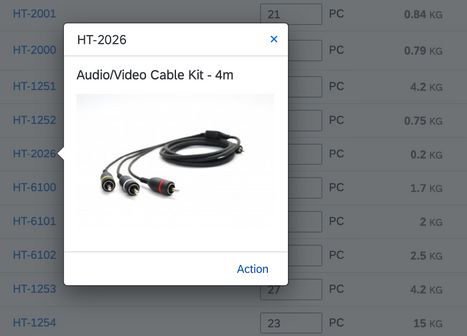 HT-2001 21 PC 0.84 KG
HT-2026 ×
HT-2000 PC 0.79 KG
Audio/Video Cable Kit - 4m
HT-1251 PC 4.2 KG
HT-1252 PC 0.75 KG
HT-2026 PC 0.2 KG
HT-6100 PC 1.7 KG
HT-6101 PC 2 KG
HT-6102 PC 2.5 KG
Action
HT-1253 27 PC 4.2 KG
HT-1254 23 PC 15 KG